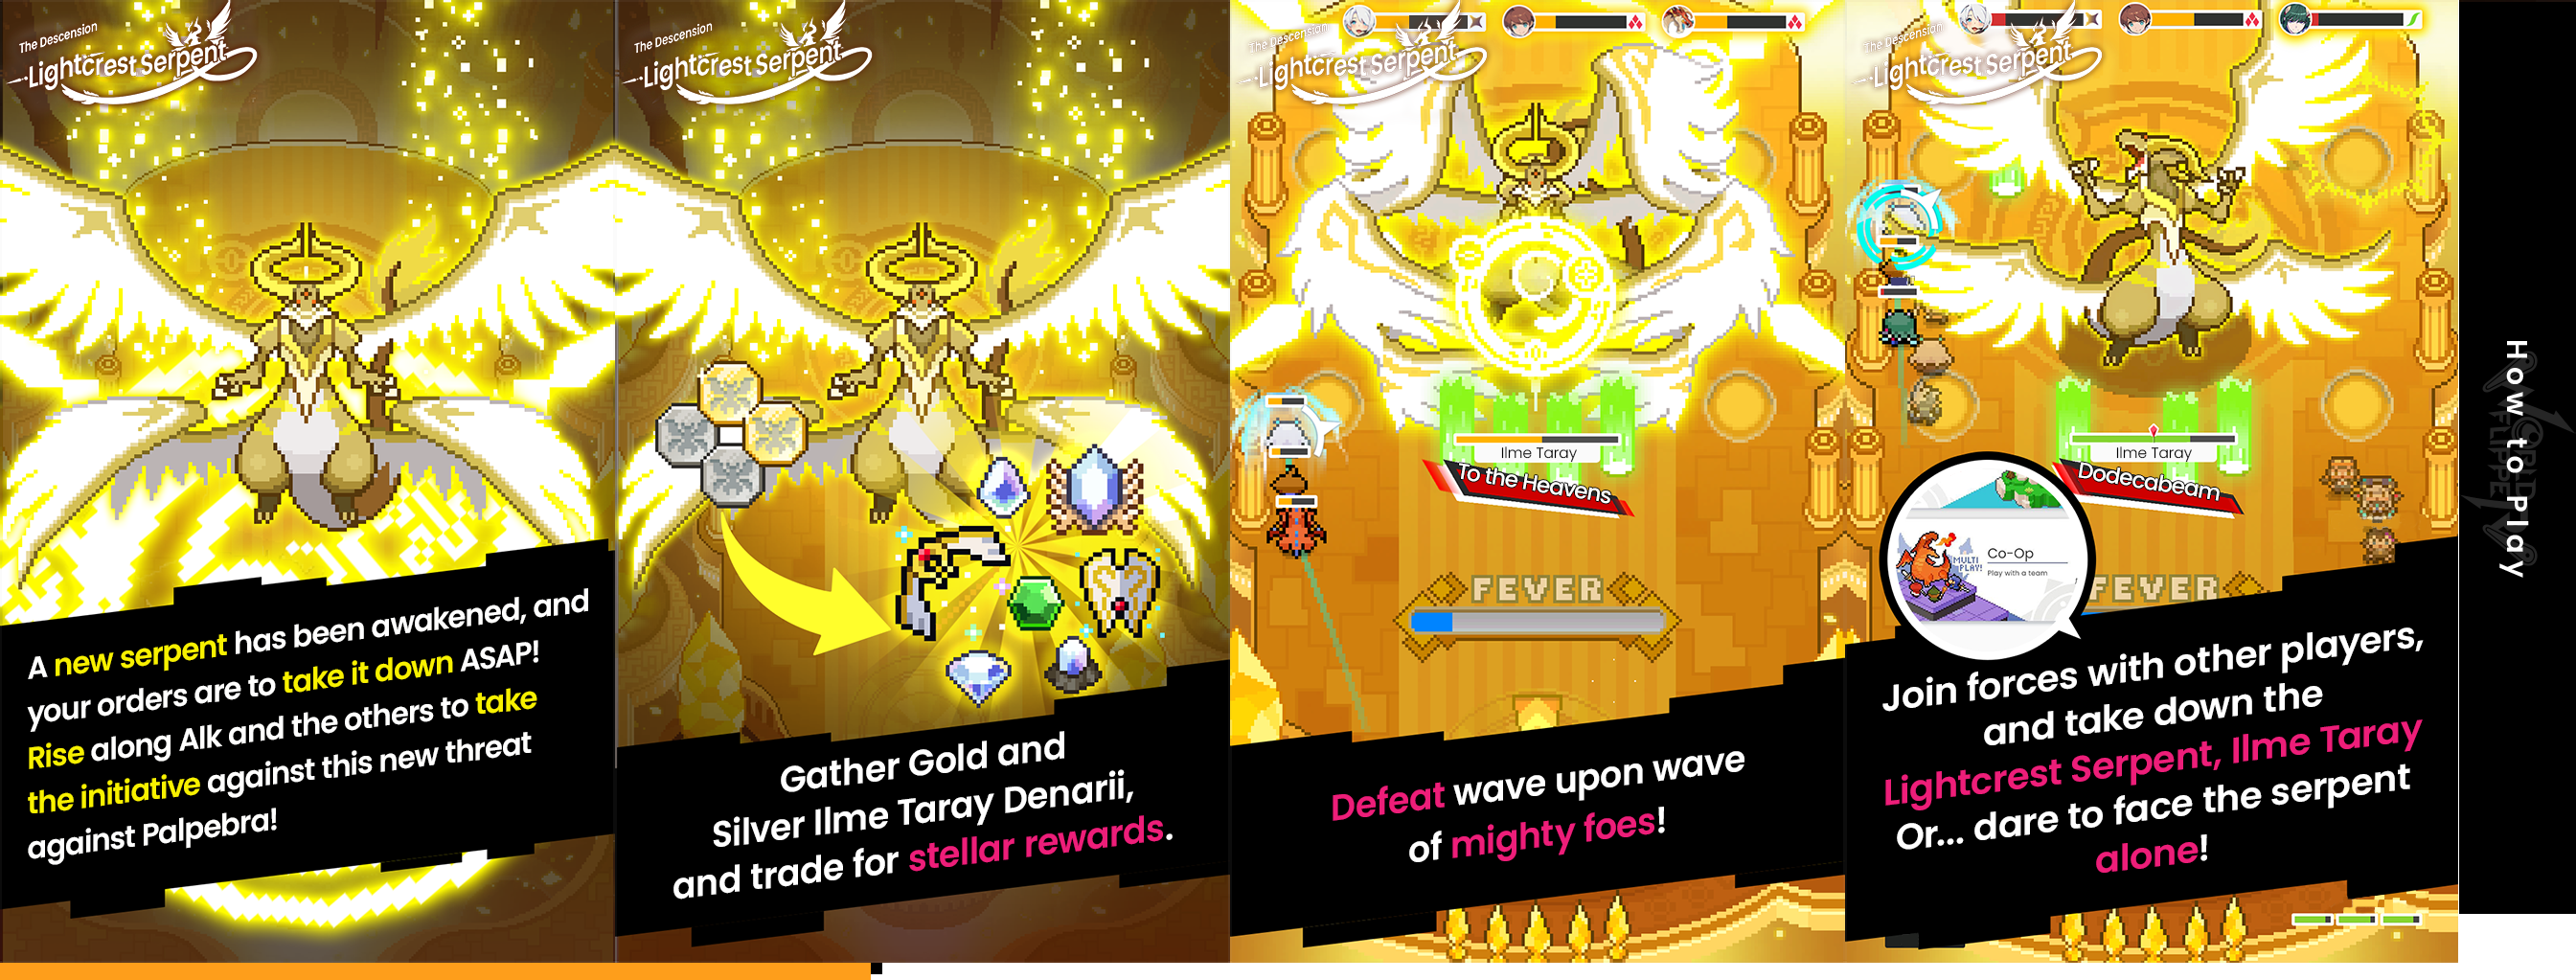 The Descension
Lightcrest Serpent
A new serpent has been awakened, and
your orders are to take it down ASAP!
Rise along Alk and the others to take
the initiative against this new threat
against Palpebra!
The Descension
Lightcrest Serpent
Gather Gold and
Silver Ilme Taray Denarii,
and trade for stellar rewards.
The Descension
Lightcrest Serpent
Ilme Taray
To the Heavens
FEVER
Defeat wave upon wave
of mighty foes!
The Descension
Lightcrest Serpent
Ilme Taray
Dodecabeam
MULTI
PLAY!
Co-Op
Play with a team
FEVER
Join forces with other players,
and take down the
Lightcrest Serpent, Ilme Taray
Or... dare to face the serpent
alone!
How to Play